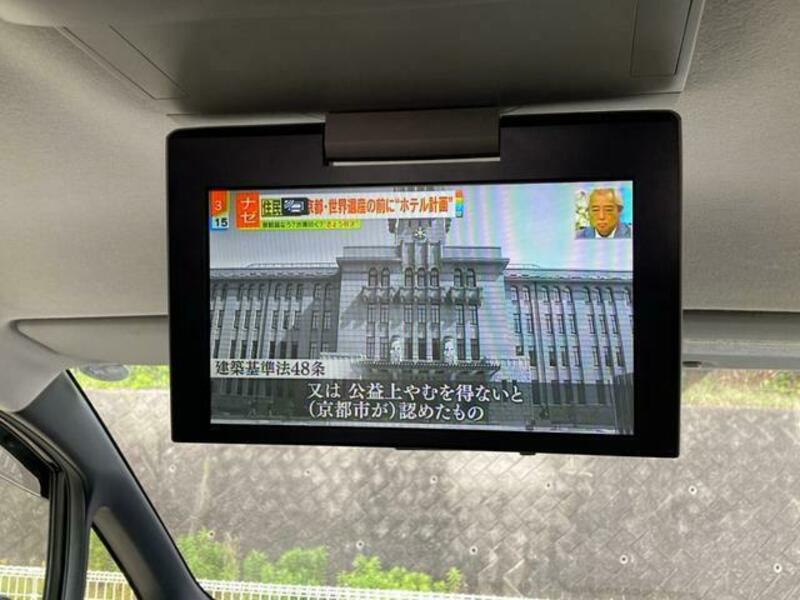 3
15
ナゼ
住民
京都・世界遺産の前に“ホテル計画”
建築基準法48条
又は 公益上やむを得ないと
(京都市が)認めたもの